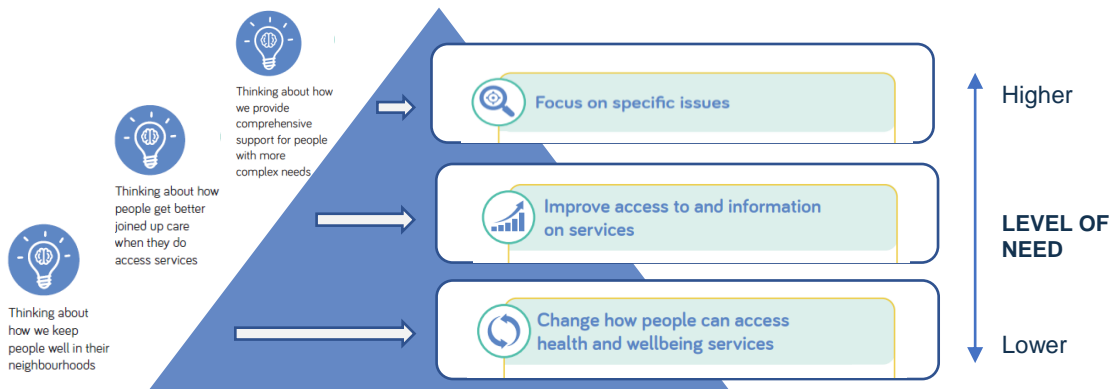 Thinking about how
we provide
comprehensive
support for people
with more
complex needs
Focus on specific issues
Higher
Thinking about how
people get better
joined up care
when they do
access services
Improve access to and information
on services
LEVEL OF
NEED
Thinking about
how we keep
people well in their
neighbourhoods
Change how people can access
health and wellbeing services
Lower